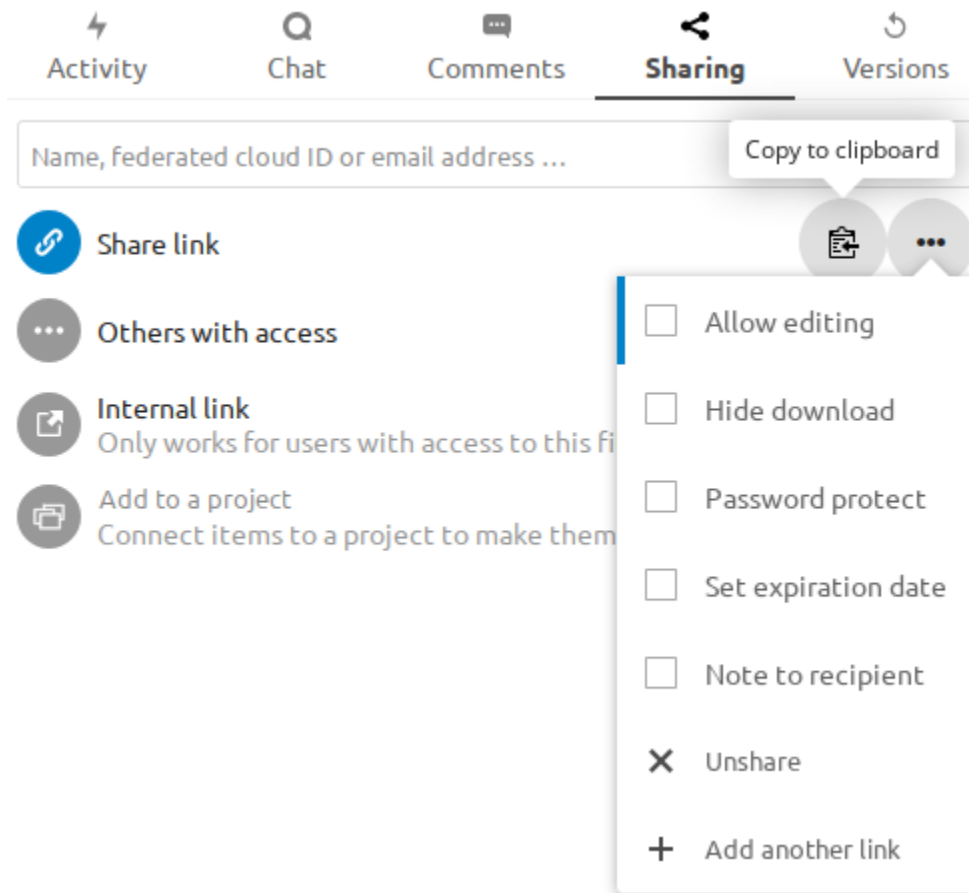 Activity
Chat
Comments
Sharing
Versions
Name, federated cloud ID or email address ...
Copy to clipboard
Share link
Others with access
Internal link
Only works for users with access to this
Add to a project
Connect items to a project to make them
Allow editing
Hide download
Password protect
Set expiration date
Note to recipient
Unshare
Add another link